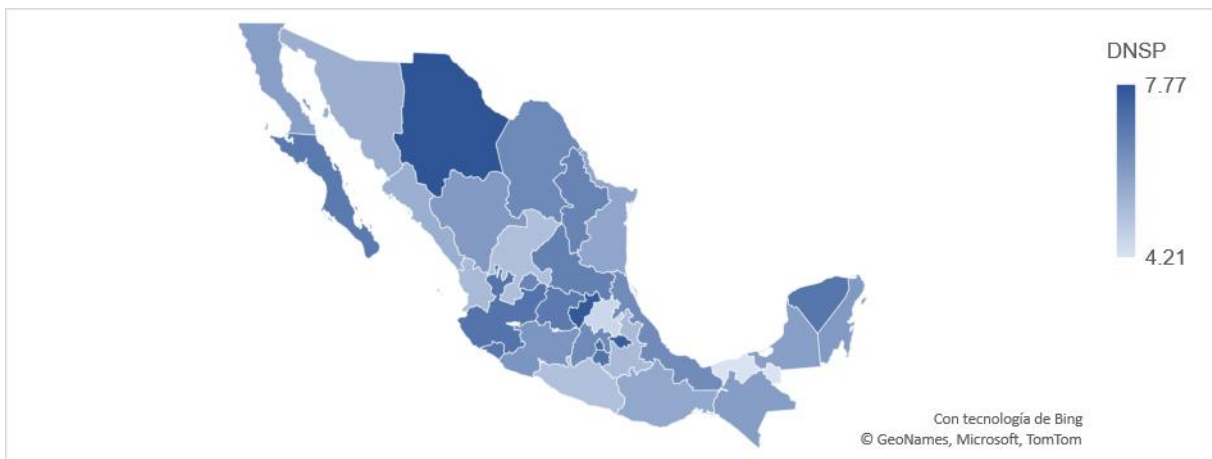 DNSP
7.77
4.21
Con tecnología de Bing
© GeoNames, Microsoft, TomTom